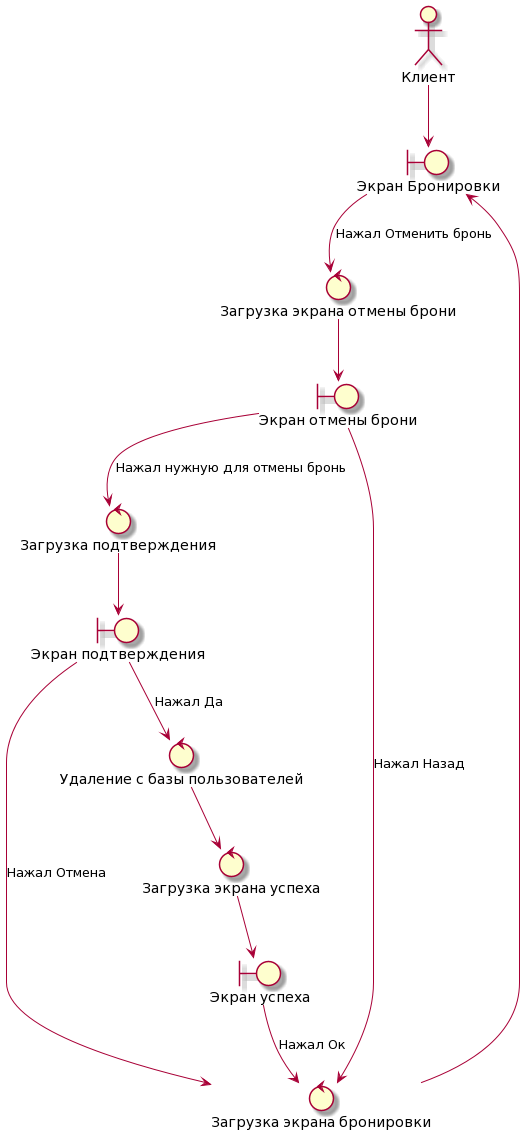 Клиент
Экран Бронировки
Нажал Отменить бронь
Загрузка экрана отмены брони
Экран отмены брони
Нажал нужную для отмены бронь
Загрузка подтверждения
Экран подтверждения
Нажал Да
Нажал Назад
Удаление с базы пользователей
Нажал Отмена
Загрузка экрана успеха
Экран успеха
Нажал Ок
Загрузка экрана бронировки